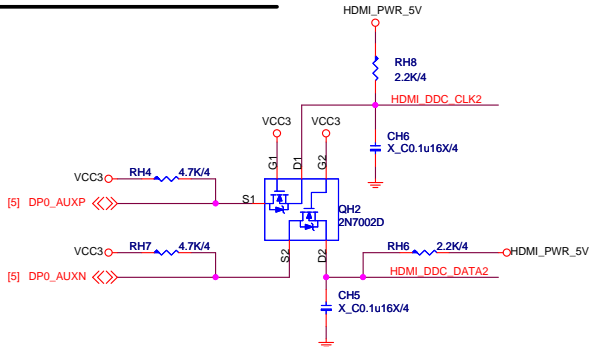 HDMI_PWR_5V
RH8
2.2K/4
HDMI_DDC_CLK2
VCC3
VCC3
CH6
X_C0.1u16X/4
G1
D1
G2
VCC3
RH4
4.7K/4
[5] DP0_AUXP
S1
QH2
2N7002D
VCC3
RH7
4.7K/4
S2
D2
RH6
2.2K/4
HDMI_PWR_5V
[5] DP0_AUXN
HDMI_DDC_DATA2
CH5
X_C0.1u16X/4